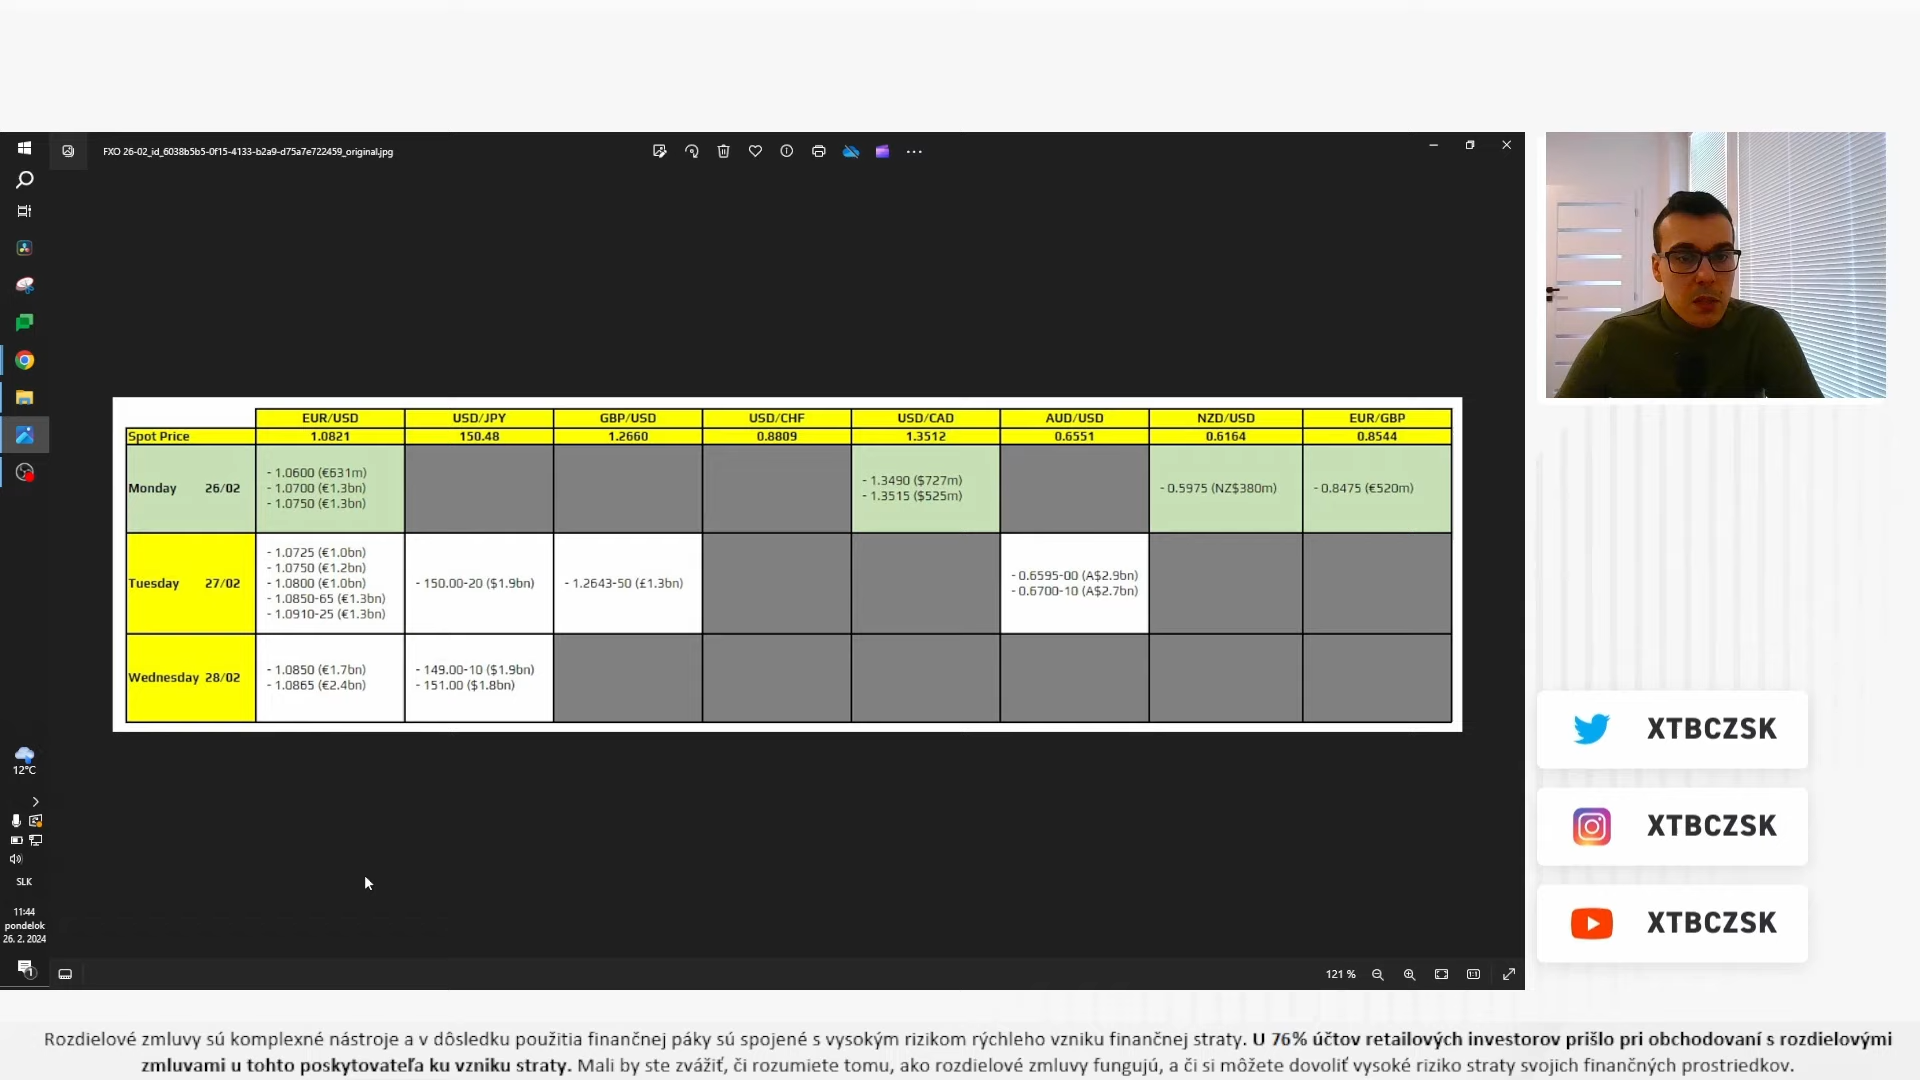 FXO 26-02_id_6038b5b5-0f15-4133-b2a9-d75a7e722459_original.jpg
EUR/USD USD/JPY GBP/USD USD/CHF USD/CAD AUD/USD NZD/USD EUR/GBP
Spot Price 1.0821 150.48 1.2660 0.8809 1.3512 0.6551 0.6164 0.8544
Monday 26/02
- 1.0600 (€631m)
- 1.0700 (€1.3bn)
- 1.0750 (€1.3bn)
- 1.3490 ($727m)
- 1.3515 ($525m)
- 0.5975 (NZ$380m)
- 0.8475 (€520m)
Tuesday 27/02
- 1.0725 (€1.0bn)
- 1.0750 (€1.2bn)
- 1.0800 (€1.0bn)
- 1.0850-65 (€1.3bn)
- 1.0910-25 (€1.3bn)
- 150.00-20 ($1.9bn)
- 1.2643-50 (£1.3bn)
- 0.6595-00 (A$2.9bn)
- 0.6700-10 (A$2.7bn)
Wednesday 28/02
- 1.0850 (€1.7bn)
- 1.0865 (€2.4bn)
- 149.00-10 ($1.9bn)
- 151.00 ($1.8bn)
12°C
SLK
11:44
pondelok
26. 2. 2024
1
121 %
XTBCZSK
XTBCZSK
XTBCZSK
Rozdielové zmluvy sú komplexné nástroje a v dôsledku použitia finančnej páky sú spojené s vysokým rizikom rýchleho vzniku finančnej straty. U 76% účtov retailových investorov prišlo pri obchodovaní s rozdielovými
zmluvami u tohto poskytovateľa ku vzniku straty. Mali by ste zvážiť, či rozumiete tomu, ako rozdielové zmluvy fungujú, a či si môžete dovoliť vysoké riziko straty svojich finančných prostriedkov.